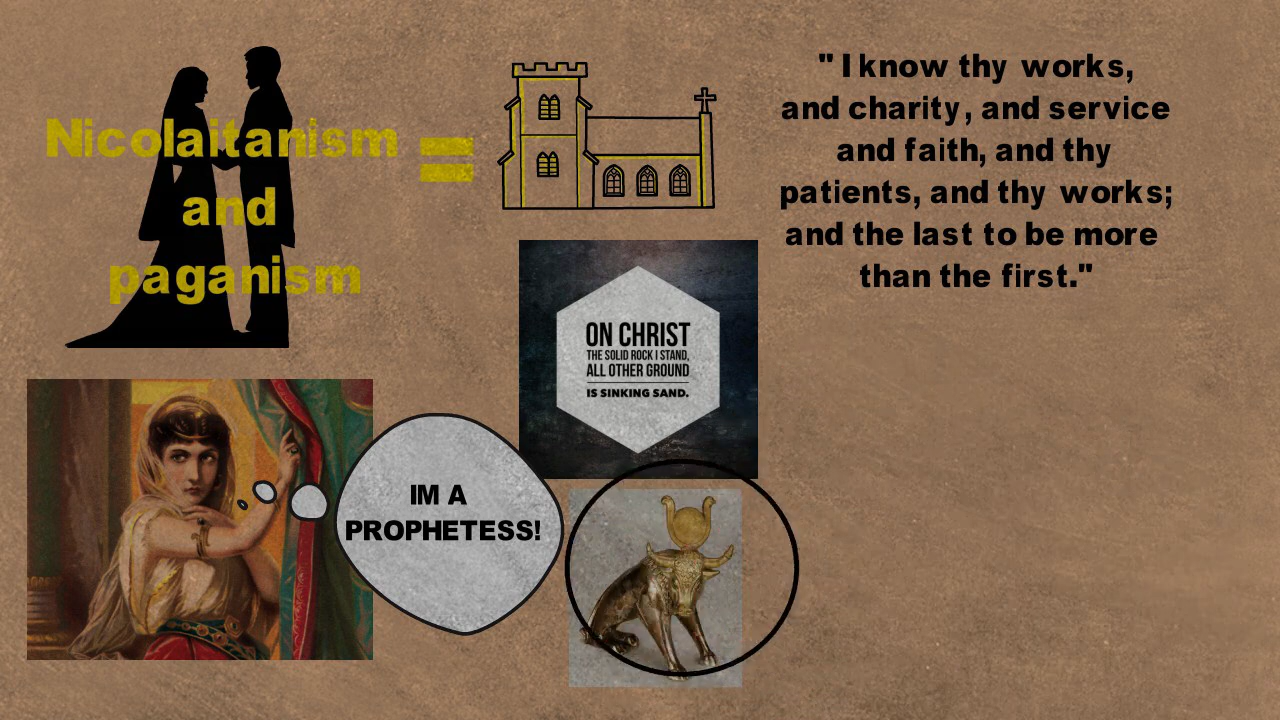 Nicolaitanism
and
paganism
=
" I know thy works,
and charity, and service
and faith, and thy
patients, and thy works;
and the last to be more
than the first."
ON CHRIST
THE SOLID ROCK I STAND,
ALL OTHER GROUND
IS SINKING SAND.
IM A
PROPHETESS!